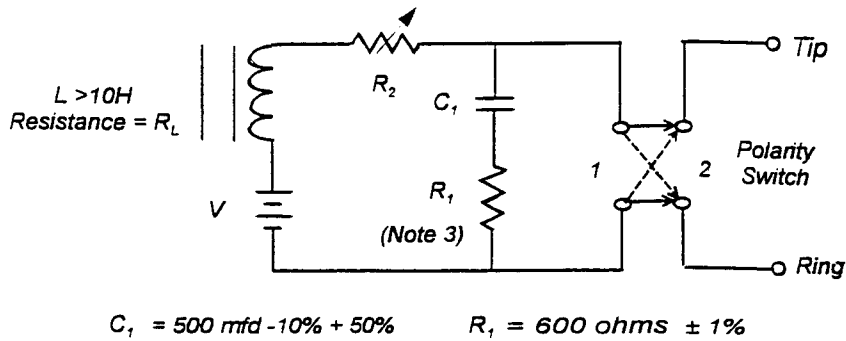 Tip
R2
L >10H
C1
Resistance = RL
1
2
Polarity
Switch
V
R1
(Note 3)
Ring
C1 = 500 mfd -10% + 50%
R1 = 600 ohms ± 1%